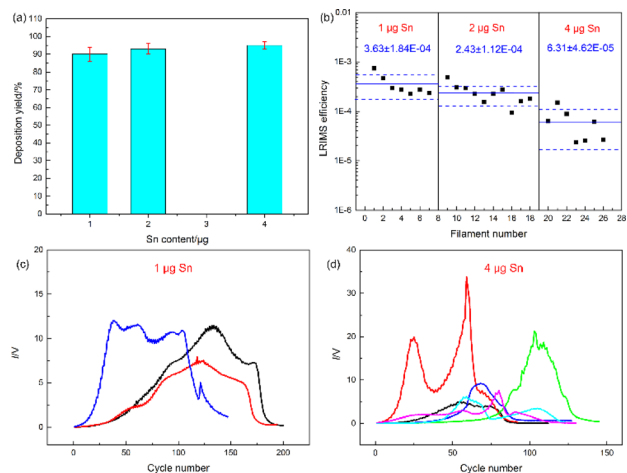 (a)
110
100
90
80
70
60
50
40
30
20
10
0
Deposition yield/%
1 2 3 4
Sn content/μg
(b)
1 μg Sn 2 μg Sn 4 μg Sn
3.63±1.84E-04 2.43±1.12E-04 6.31±4.62E-05
0.01
1E-3
1E-4
1E-5
1E-6
LRIMS efficiency
0 2 4 6 8 10 12 14 16 18 20 22 24 26 28
Filament number
(c)
1 μg Sn
20
15
10
5
0
I/V
0 50 100 150 200
Cycle number
(d)
4 μg Sn
40
30
20
10
0
I/V
0 50 100 150
Cycle number